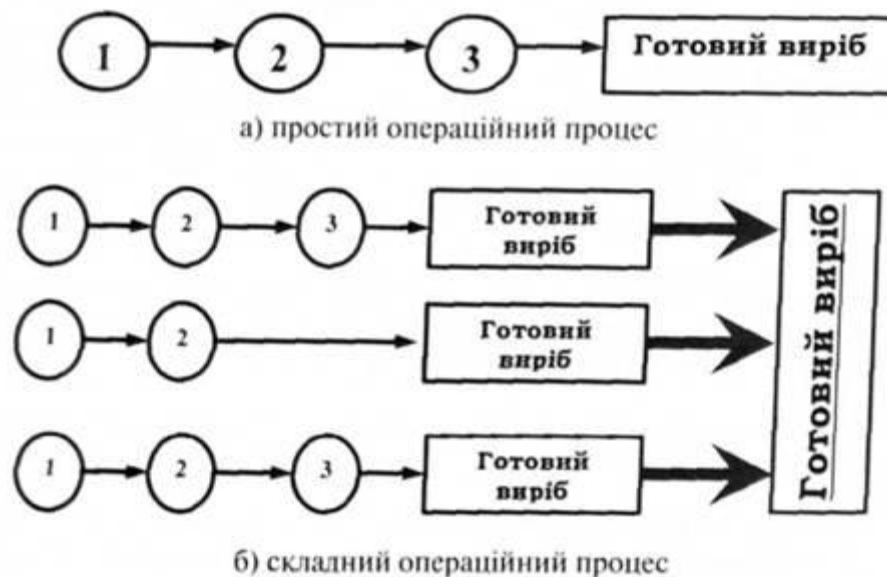 1 2 3 Готовий виріб
а) простий операційний процес
1 2 3 Готовий
виріб
1 2 Готовий
виріб
1 2 3 Готовий
виріб
Готовий виріб
б) складний операційний процес